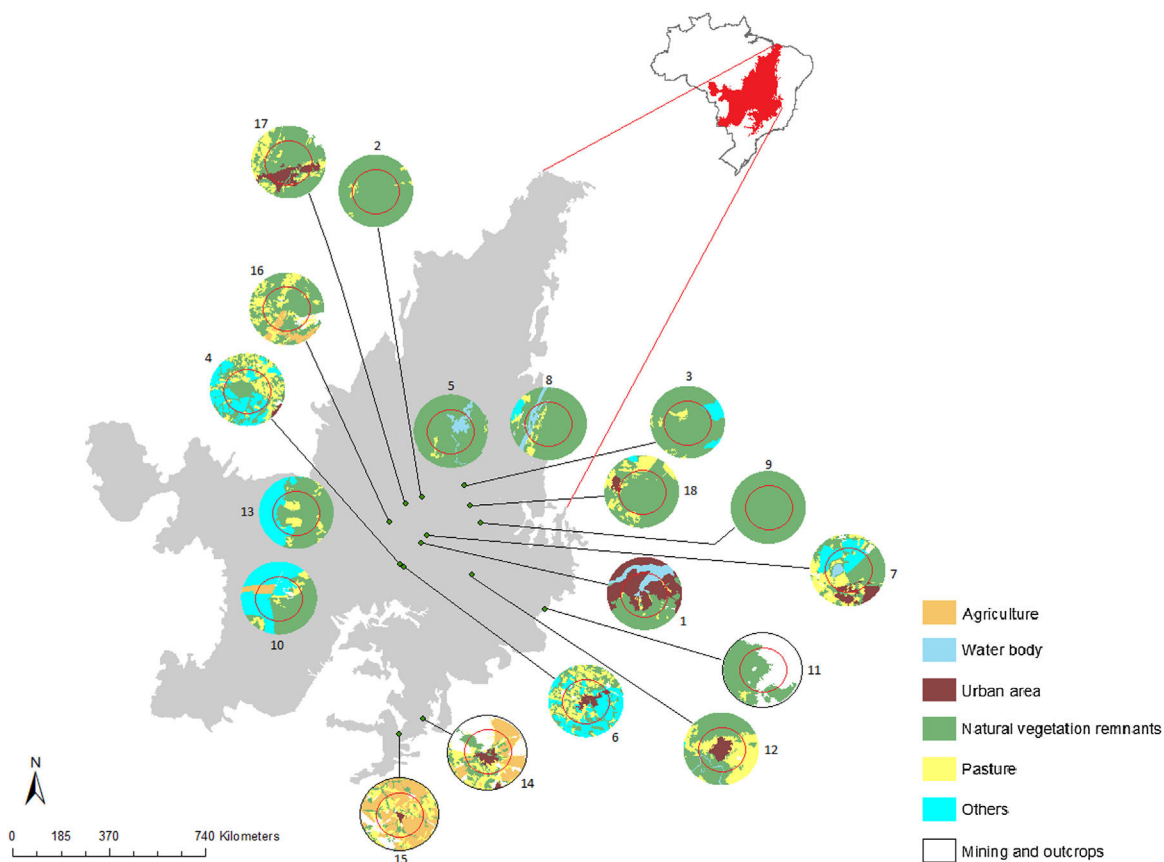 17
2
16
4
5
8
3
18
9
13
7
1
10
11
6
12
14
15
N
0 185 370 740 Kilometers
Agriculture
Water body
Urban area
Natural vegetation remnants
Pasture
Others
Mining and outcrops